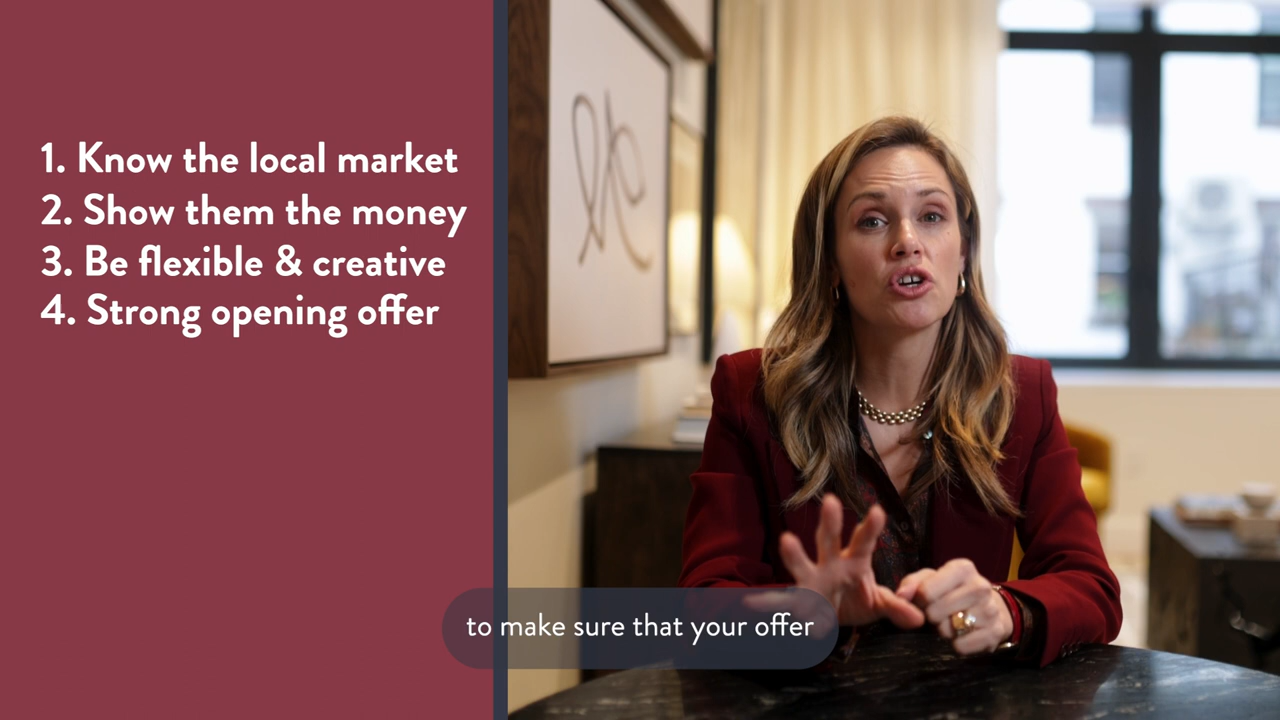 1. Know the local market
2. Show them the money
3. Be flexible & creative
4. Strong opening offer
to make sure that your offer